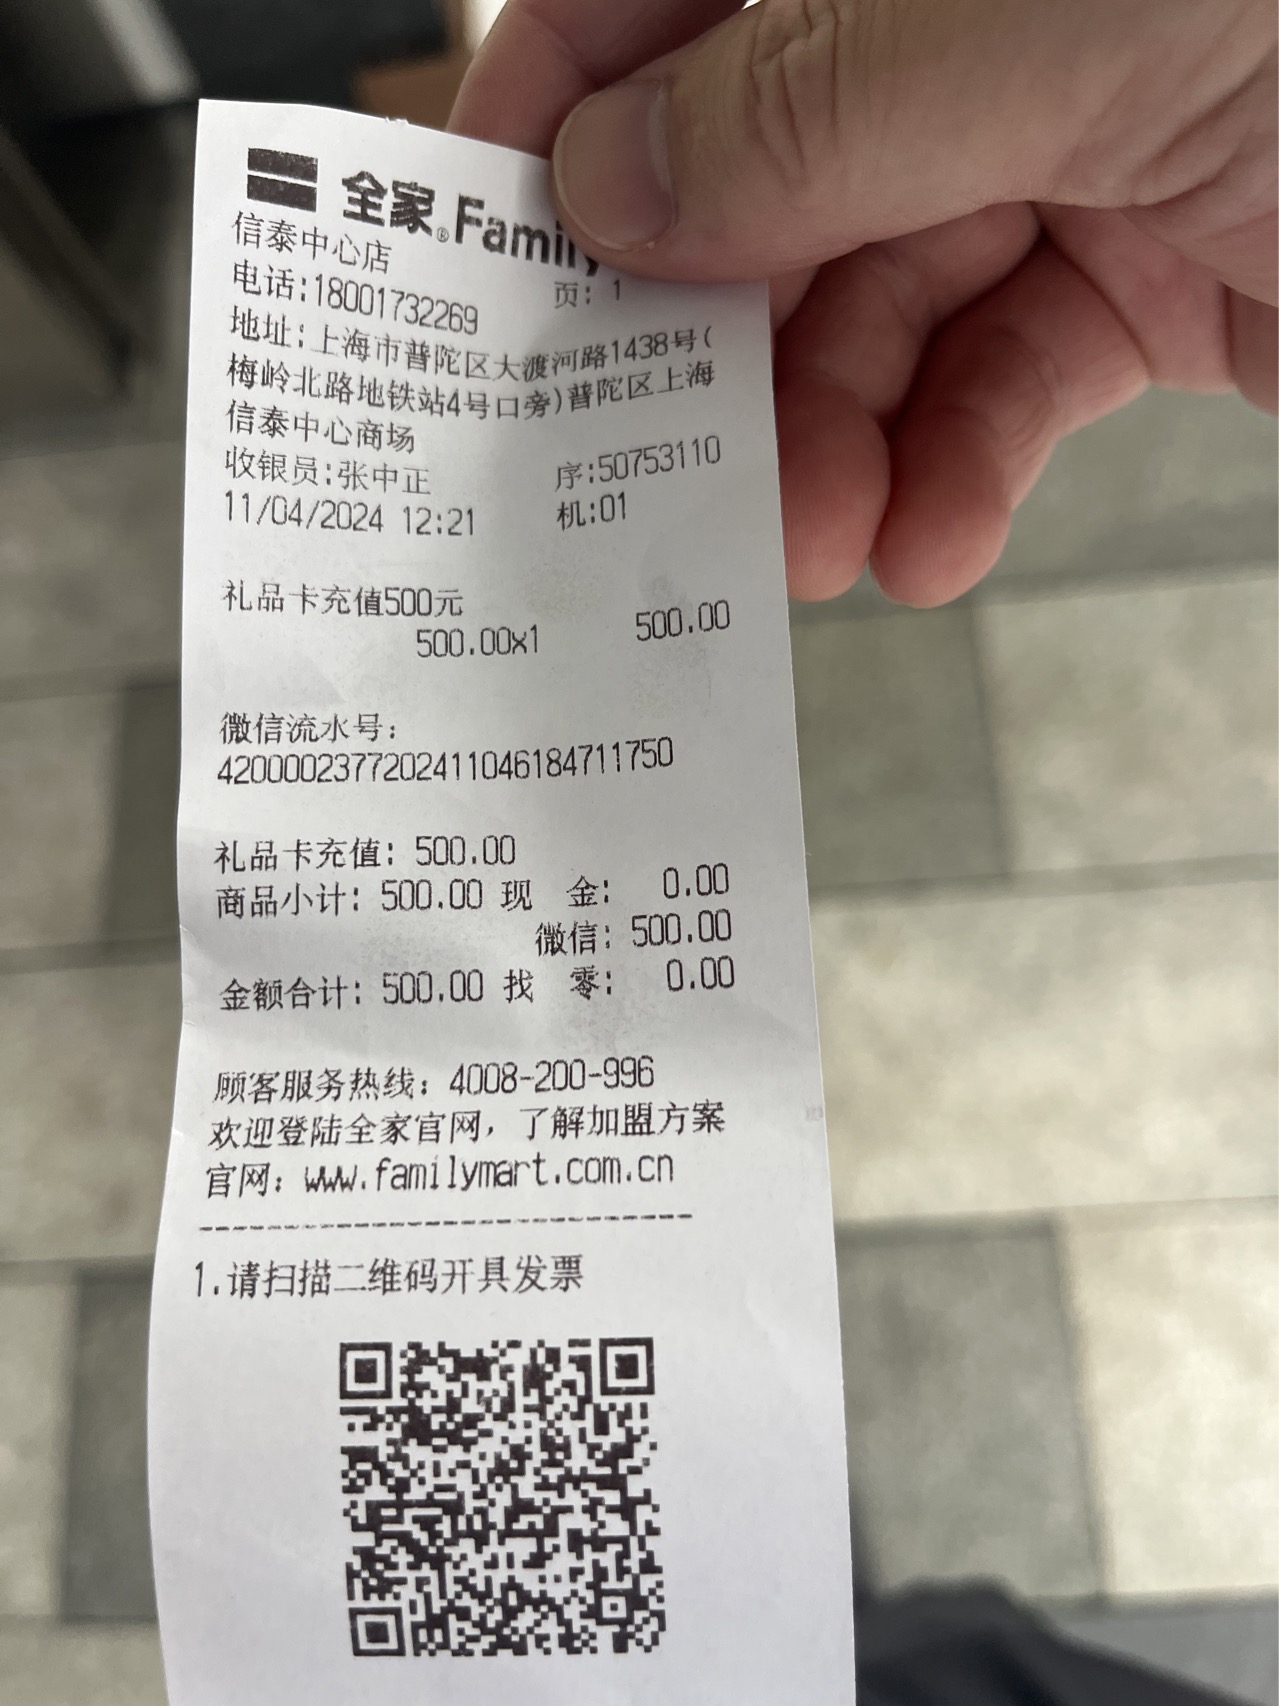 全家® Family
信泰中心店
电话:18001732269 页: 1
地址:上海市普陀区大渡河路1438号(
梅岭北路地铁站4号口旁)普陀区上海
信泰中心商场
收银员:张中正 序:50753110
11/04/2024 12:21 机:01
礼品卡充值500元
500.00x1 500.00
微信流水号:
4200002377202411046184711750
礼品卡充值: 500.00
商品小计: 500.00 现 金: 0.00
微信: 500.00
金额合计: 500.00 找 零: 0.00
顾客服务热线: 4008-200-996
欢迎登陆全家官网, 了解加盟方案
官网: www.familymart.com.cn
1.请扫描二维码开具发票